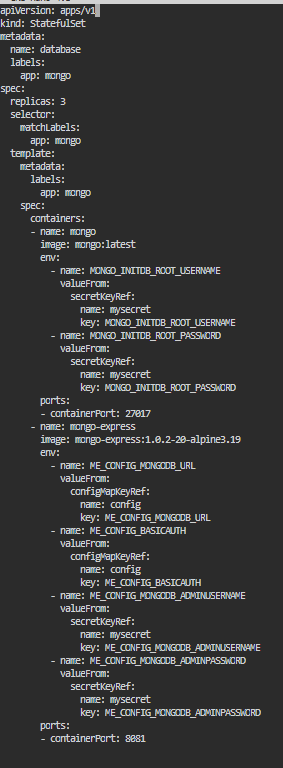 apiVersion: apps/v1
kind: StatefulSet
metadata:
  name: database
  labels:
    app: mongo
spec:
  replicas: 3
  selector:
    matchLabels:
      app: mongo
  template:
    metadata:
      labels:
        app: mongo
    spec:
      containers:
      - name: mongo
        image: mongo:latest
        env:
          - name: MONGO_INITDB_ROOT_USERNAME
            valueFrom:
              secretKeyRef:
                name: mysecret
                key: MONGO_INITDB_ROOT_USERNAME
          - name: MONGO_INITDB_ROOT_PASSWORD
            valueFrom:
              secretKeyRef:
                name: mysecret
                key: MONGO_INITDB_ROOT_PASSWORD
        ports:
        - containerPort: 27017
      - name: mongo-express
        image: mongo-express:1.0.2-20-alpine3.19
        env:
          - name: ME_CONFIG_MONGODB_URL
            valueFrom:
              configMapKeyRef:
                name: config
                key: ME_CONFIG_MONGODB_URL
          - name: ME_CONFIG_BASICAUTH
            valueFrom:
              configMapKeyRef:
                name: config
                key: ME_CONFIG_BASICAUTH
          - name: ME_CONFIG_MONGODB_ADMINUSERNAME
            valueFrom:
              secretKeyRef:
                name: mysecret
                key: ME_CONFIG_MONGODB_ADMINUSERNAME
          - name: ME_CONFIG_MONGODB_ADMINPASSWORD
            valueFrom:
              secretKeyRef:
                name: mysecret
                key: ME_CONFIG_MONGODB_ADMINPASSWORD
        ports:
        - containerPort: 8081